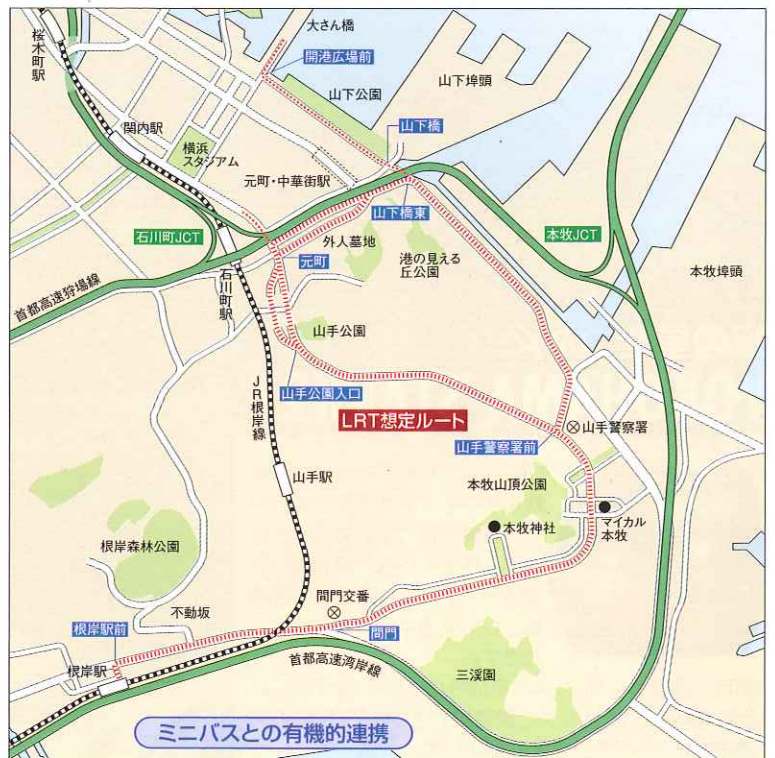 大さん橋
桜木町駅
開港広場前
山下公園
山下埠頭
関内駅
山下橋
横浜
スタジアム
元町・中華街駅
山下橋東
石川町JCT
外人墓地
港の見える
丘公園
本牧JCT
元町
本牧埠頭
石川町駅
首都高速狩場線
山手公園
JR根岸線
山手公園入口
LRT想定ルート
山手警察署
山手警察署前
山手駅
本牧山頂公園
マイカル
本牧
本牧神社
根岸森林公園
間門交番
不動坂
根岸駅前
間門
首都高速湾岸線
根岸駅
三渓園
ミニバスとの有機的連携